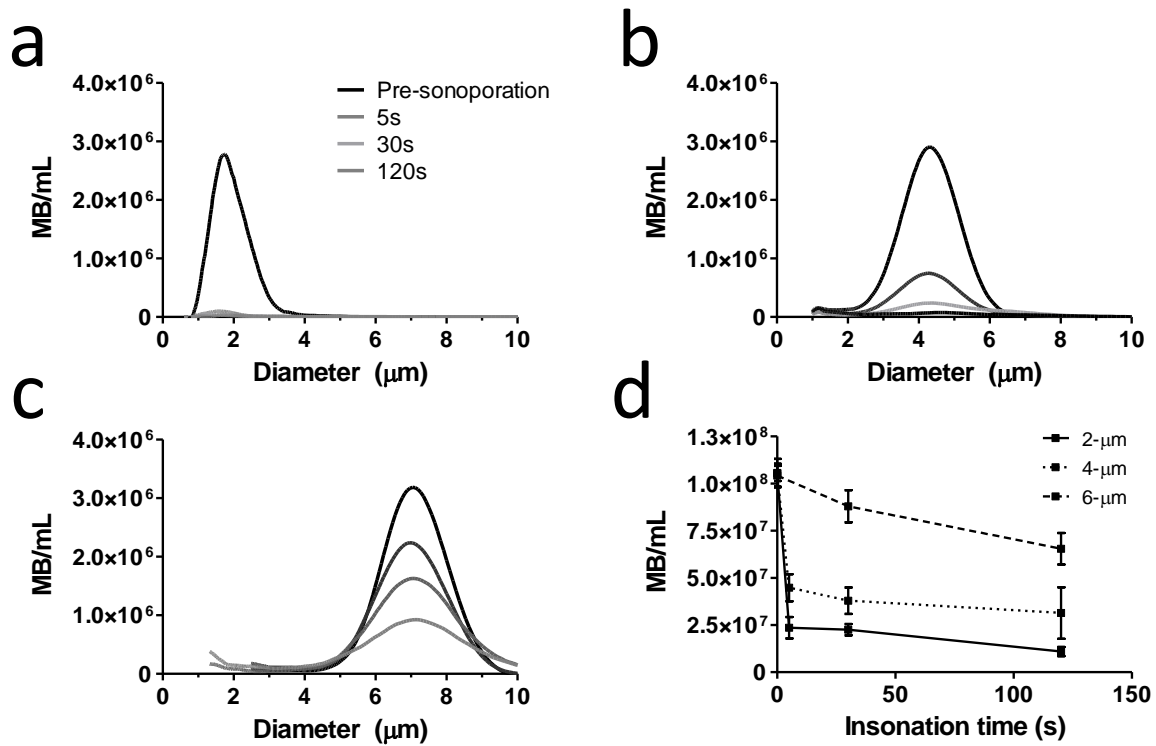 a
4.0×10⁶
3.0×10⁶
2.0×10⁶
1.0×10⁶
0
MB/mL
0 2 4 6 8 10
Diameter (μm)
Pre-sonoporation
5s
30s
120s
b
4.0×10⁶
3.0×10⁶
2.0×10⁶
1.0×10⁶
0
MB/mL
0 2 4 6 8 10
Diameter (μm)
c
4.0×10⁶
3.0×10⁶
2.0×10⁶
1.0×10⁶
0
MB/mL
0 2 4 6 8 10
Diameter (μm)
d
1.3×10⁸
1.0×10⁸
7.5×10⁷
5.0×10⁷
2.5×10⁷
0
MB/mL
0 50 100 150
Insonation time (s)
2-μm
4-μm
6-μm